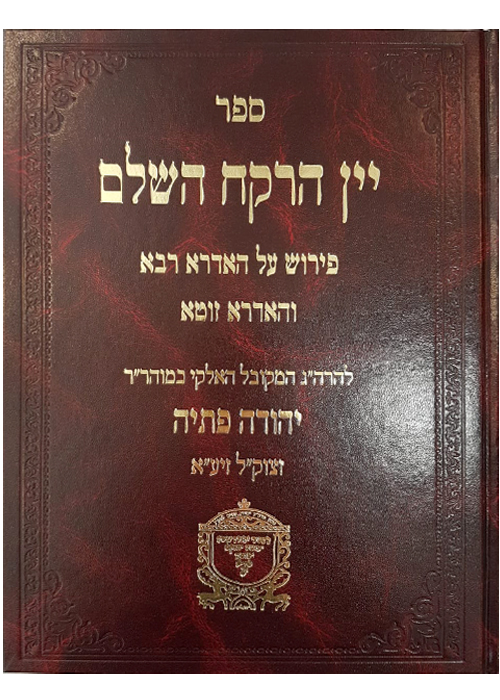 ספר
יין הרקח השלם
פירוש על האדרא רבא
והאדרא זוטא
להרה"ג המקובל האלקי כמוהר"ר
יהודה פתיה
זצוק"ל זיע"א